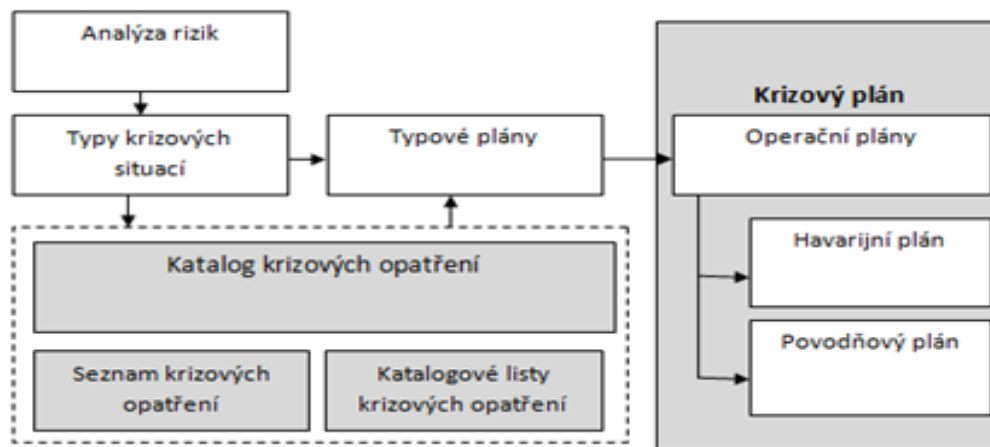 Analýza rizik
Typy krizových
situací
Typové plány
Katalog krizových opatření
Seznam krizových
opatření
Katalogové listy
krizových opatření
Krizový plán
Operační plány
Havarijní plán
Povodňový plán